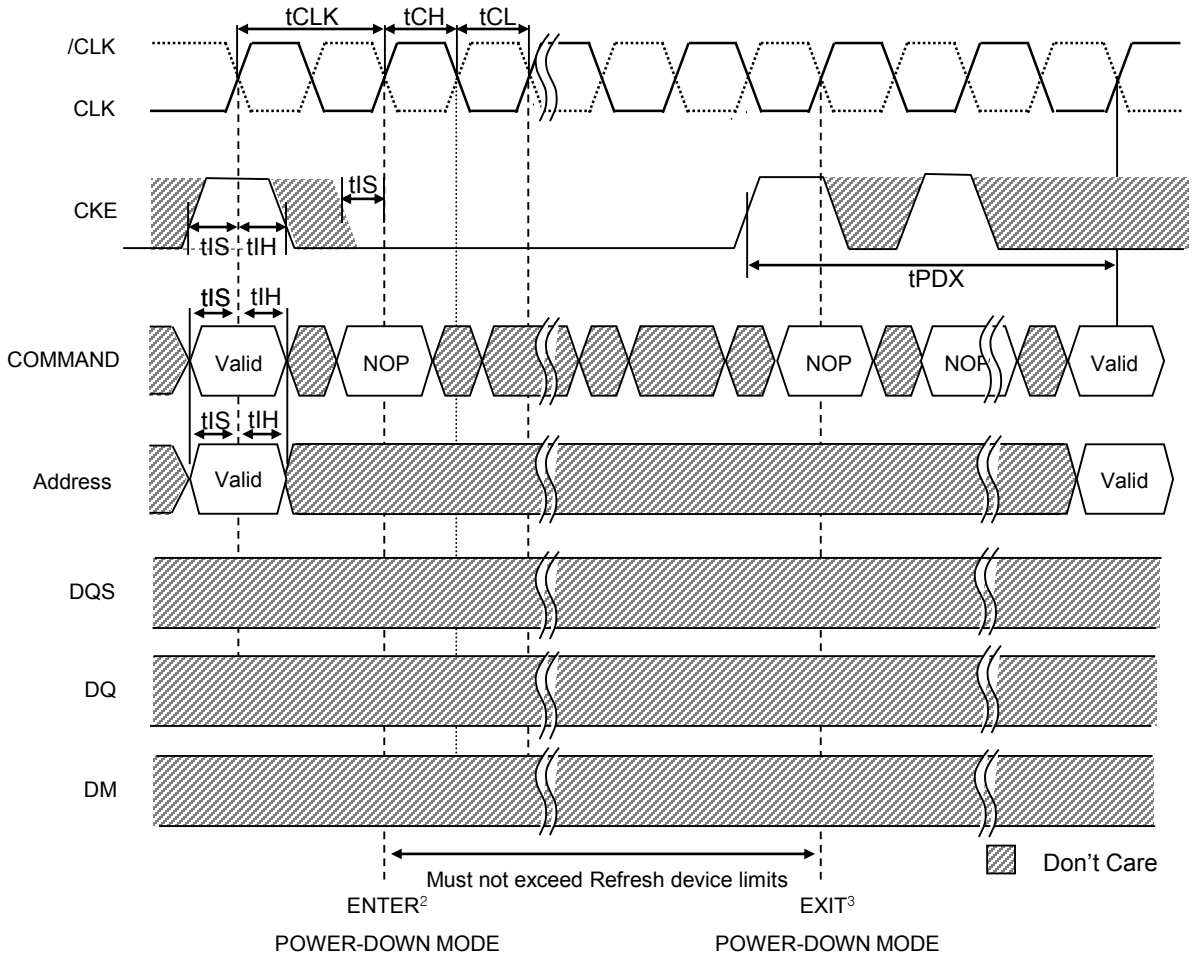 tCLK tCH tCL
/CLK
CLK
tIS
CKE
tIS tIH
tPDX
tIS tIH
COMMAND Valid NOP NOP NOP Valid
tIS tIH
Address Valid Valid
DQS
DQ
DM
Don't Care
Must not exceed Refresh device limits
ENTER² EXIT³
POWER-DOWN MODE POWER-DOWN MODE